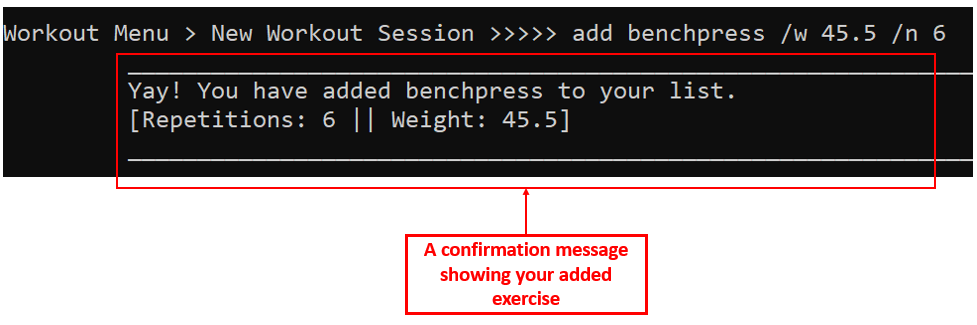 Workout Menu > New Workout Session >>>>> add benchpress /w 45.5 /n 6
Yay! You have added benchpress to your list.
[Repetitions: 6 || Weight: 45.5]
A confirmation message
showing your added
exercise